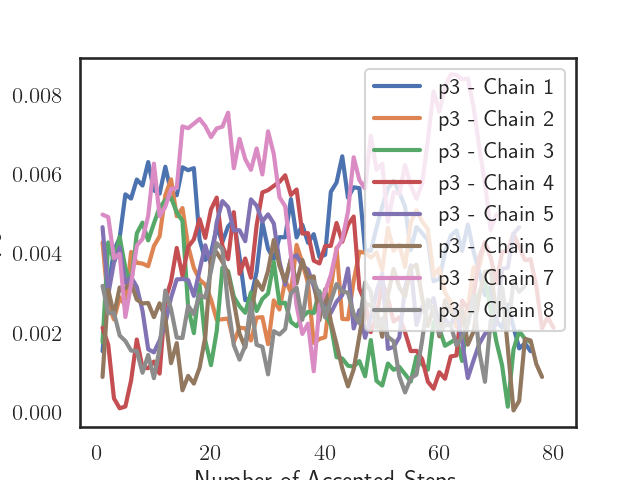 0.008
0.006
0.004
0.002
0.000
p3 - Chain 1
p3 - Chain 2
p3 - Chain 3
p3 - Chain 4
p3 - Chain 5
p3 - Chain 6
p3 - Chain 7
p3 - Chain 8
0 20 40 60 80
Number of Accepted Steps